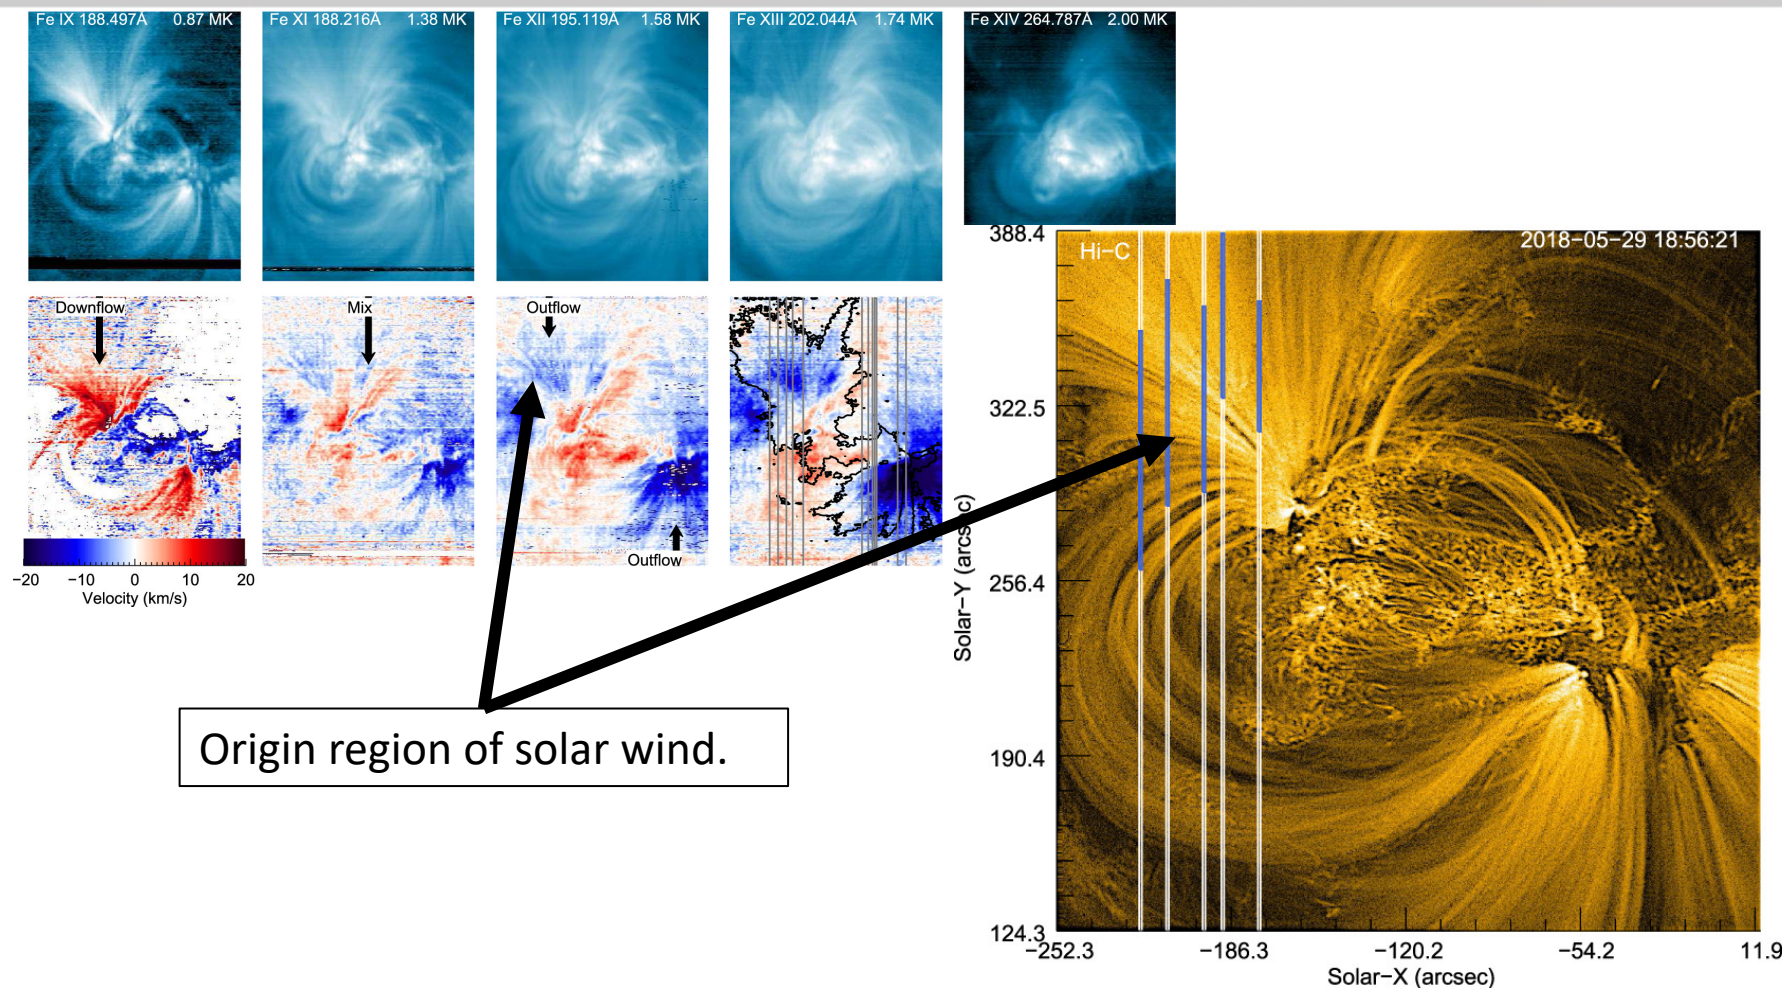 Fe IX 188.497Å 0.87 MK
Fe XI 188.216Å 1.38 MK
Fe XII 195.119Å 1.58 MK
Fe XIII 202.044Å 1.74 MK
Fe XIV 264.787Å 2.00 MK
Downflow
Mix
Outflow
Outflow
−20 −10 0 10 20
Velocity (km/s)
Origin region of solar wind.
Hi−C
2018−05−29 18:56:21
388.4
322.5
256.4
190.4
124.3
Solar−Y (arcsec)
−252.3 −186.3 −120.2 −54.2 11.9
Solar−X (arcsec)